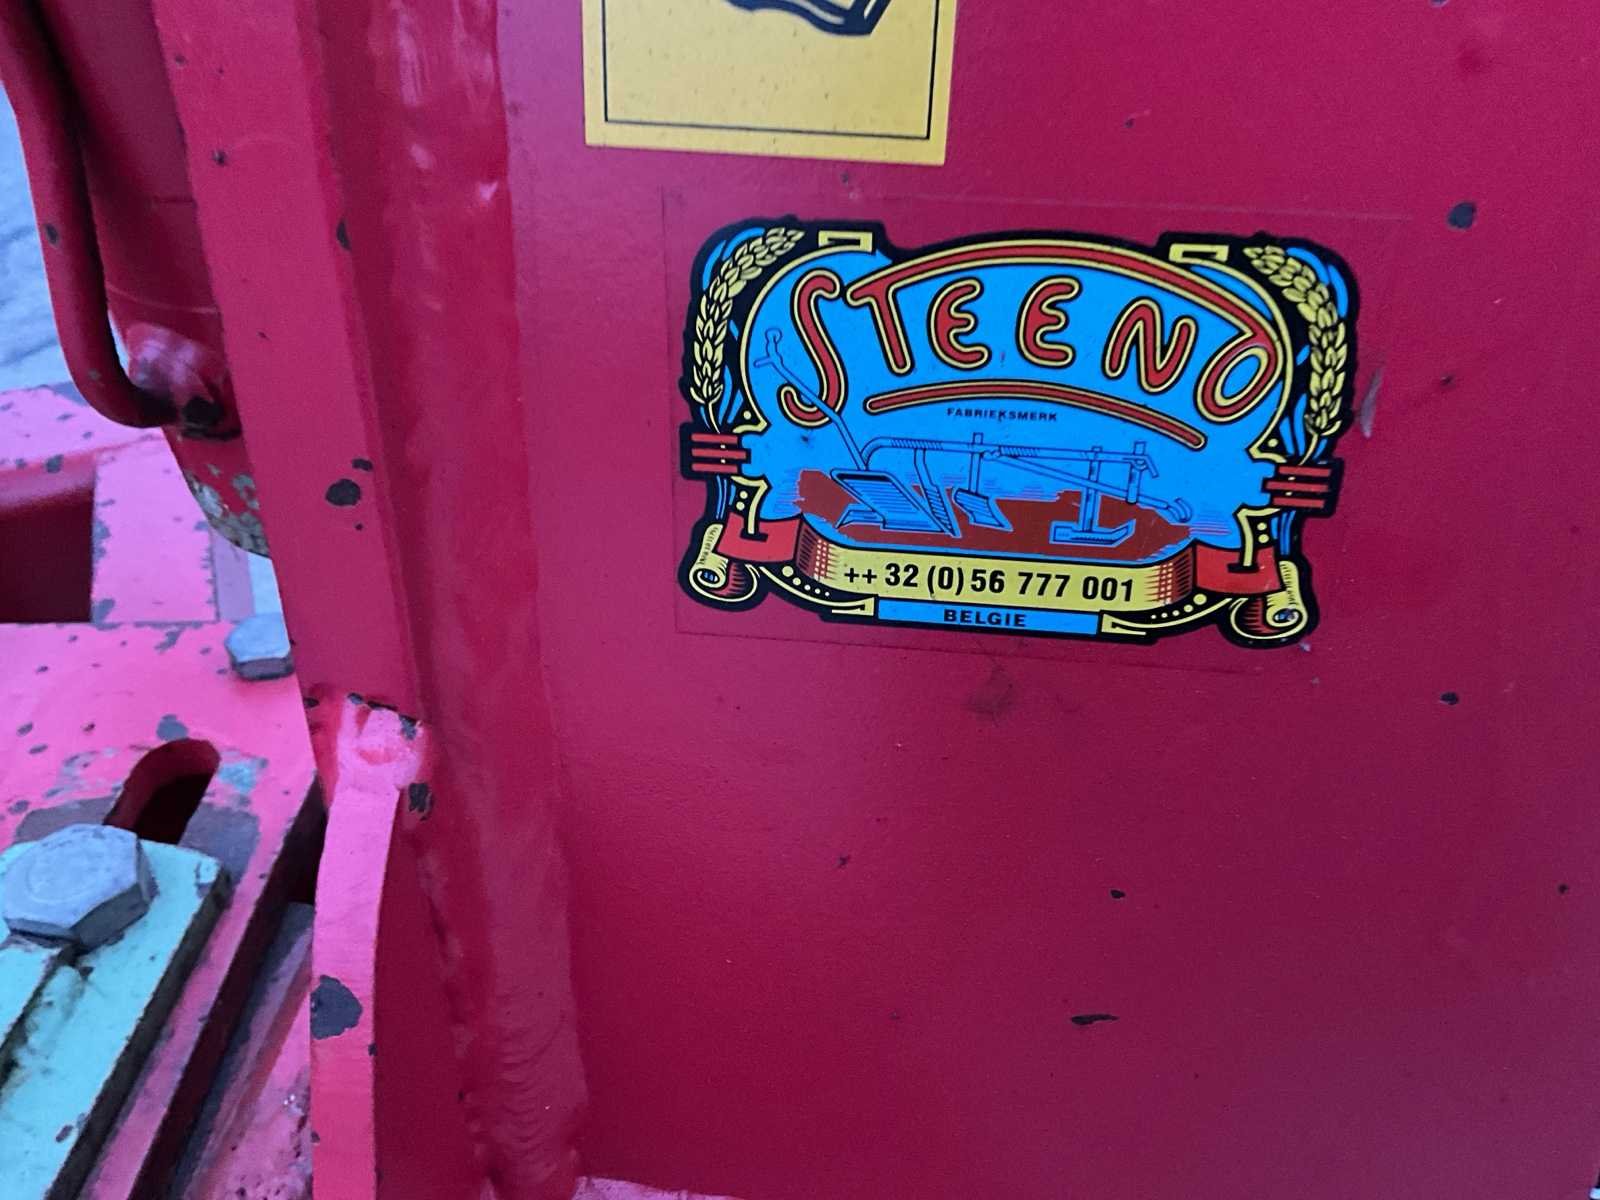 STEENO
FABRIEKSMERK
++ 32 (0) 56 777 001
BELGIE